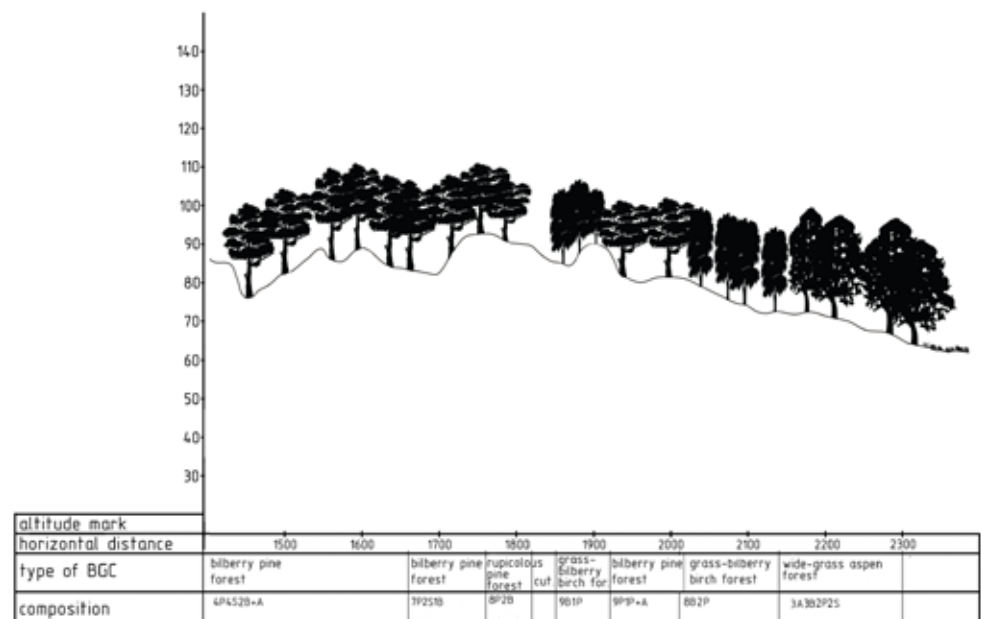 140
130
120
110
100
90
80
70
60
50
40
30
altitude mark
horizontal distance 1500 1600 1700 1800 1900 2000 2100 2200 2300
type of BGC
bilberry pine
forest
bilberry pine
forest
rupicolous
pine
forest
cut
grass-
bilberry
birch for
bilberry pine
forest
grass-bilberry
birch forest
wide-grass aspen
forest
composition
4P4S2B+A
7P2S1B
8P2B
9B1P
9P1P+A
8B2P
3A3B2P2S